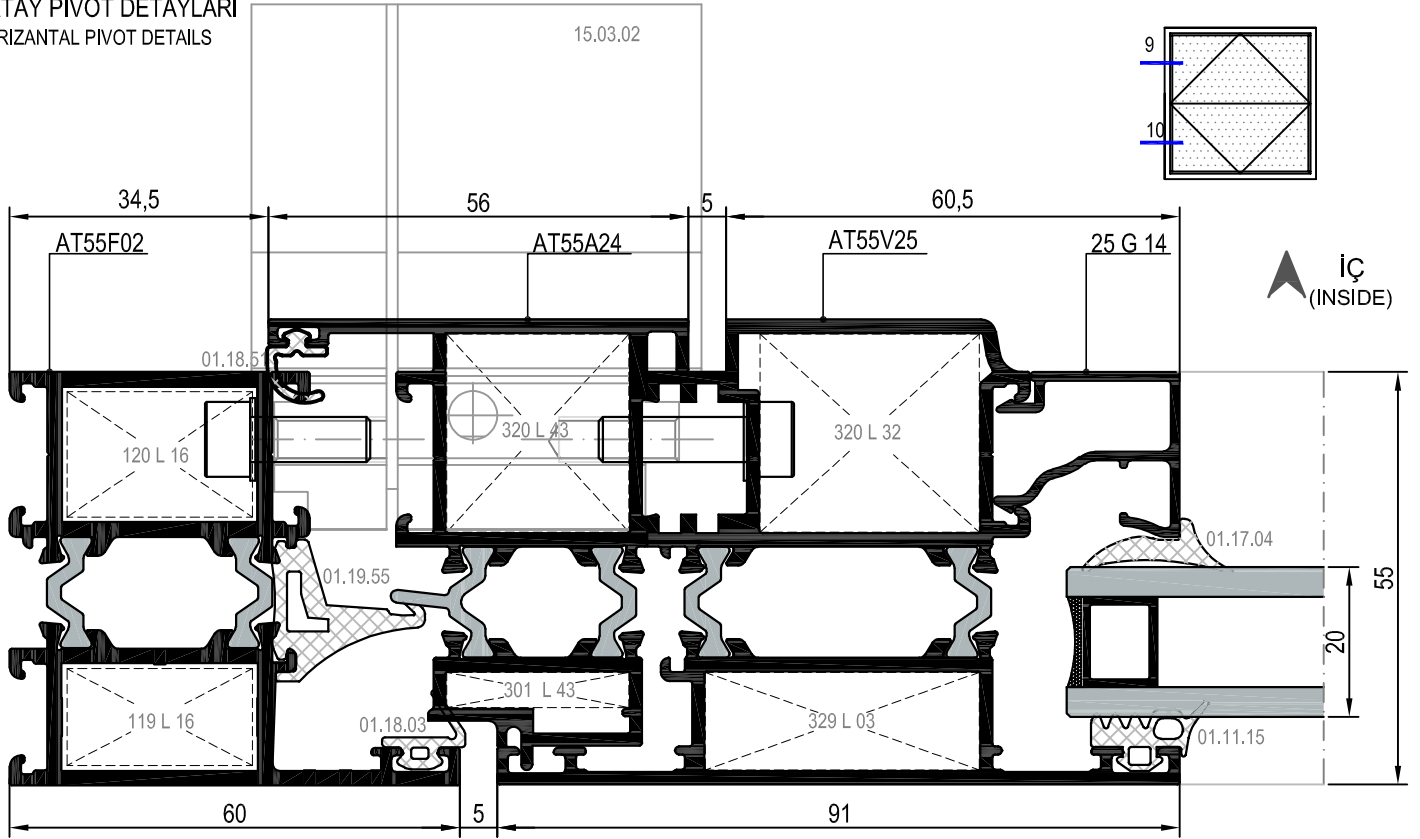 TAY PİVOT DETAYLARI
RIZANTAL PIVOT DETAILS
15.03.02
9
10
34,5
56
5
60,5
AT55F02
AT55A24
AT55V25
25 G 14
İÇ
(INSIDE)
01.18.51
120 L 16
320 L 43
320 L 32
01.17.04
01.19.55
55
20
301 L 43
119 L 16
01.18.03
329 L 03
01.11.15
60
5
91